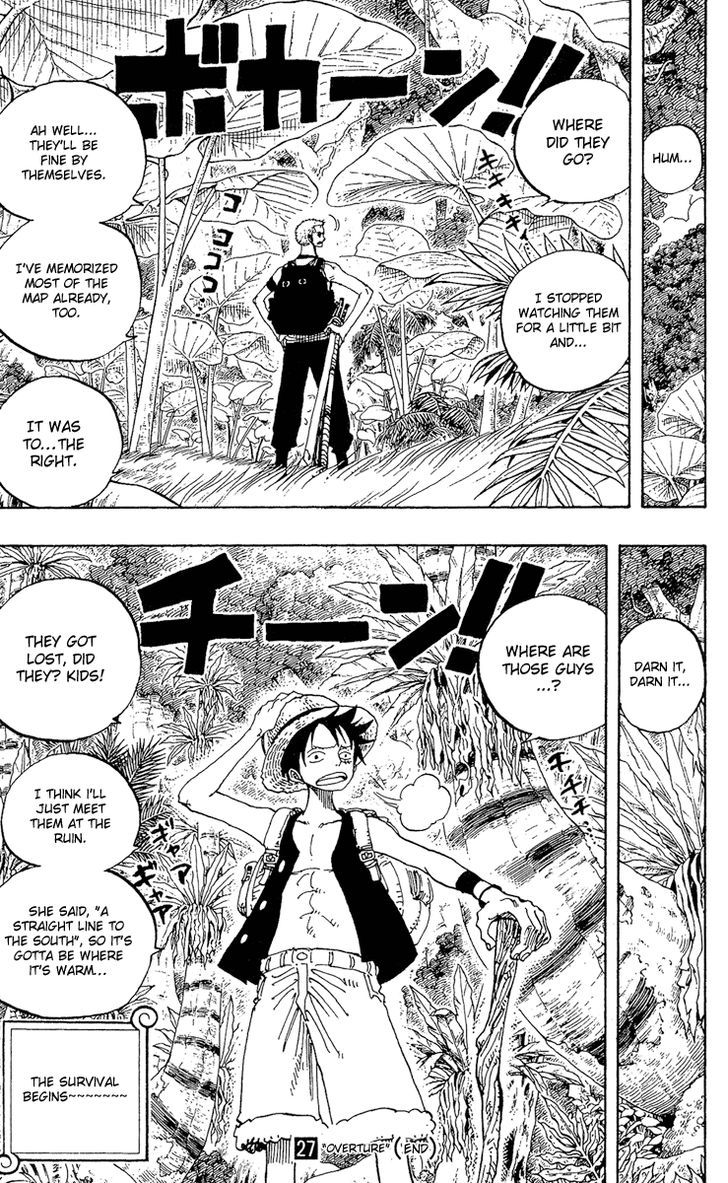 HUM...
ボカーン!!
WHERE
DID THEY
GO?
キキキキキィ…
I STOPPED
WATCHING THEM
FOR A LITTLE BIT
AND...
ココココ
AH WELL...
THEY'LL BE
FINE BY
THEMSELVES.
I'VE MEMORIZED
MOST OF THE
MAP ALREADY,
TOO.
IT WAS
TO...THE
RIGHT.
DARN IT,
DARN IT...
チーン!!
WHERE ARE
THOSE GUYS
...?
チチチ…
THEY GOT
LOST, DID
THEY? KIDS!
I THINK I'LL
JUST MEET
THEM AT THE
RUIN.
ギャア
ギャア
SHE SAID, "A
STRAIGHT LINE TO
THE SOUTH", SO IT'S
GOTTA BE WHERE
IT'S WARM...
THE SURVIVAL
BEGINS~~~~~~~
27 "OVERTURE" ( END )